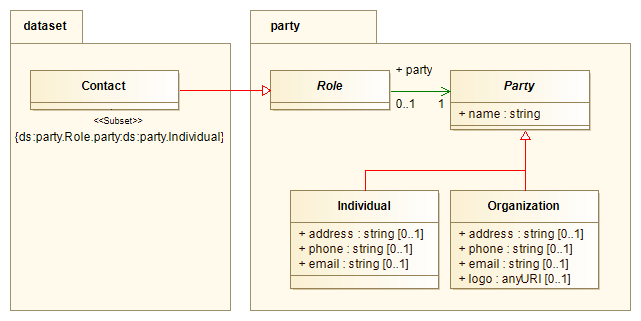 dataset
party
Contact
<<Subset>>
{ds:party.Role.party:ds:party.Individual}
Role
+ party
0..1
1
Party
+ name : string
Individual
+ address : string [0..1]
+ phone : string [0..1]
+ email : string [0..1]
Organization
+ address : string [0..1]
+ phone : string [0..1]
+ email : string [0..1]
+ logo : anyURI [0..1]